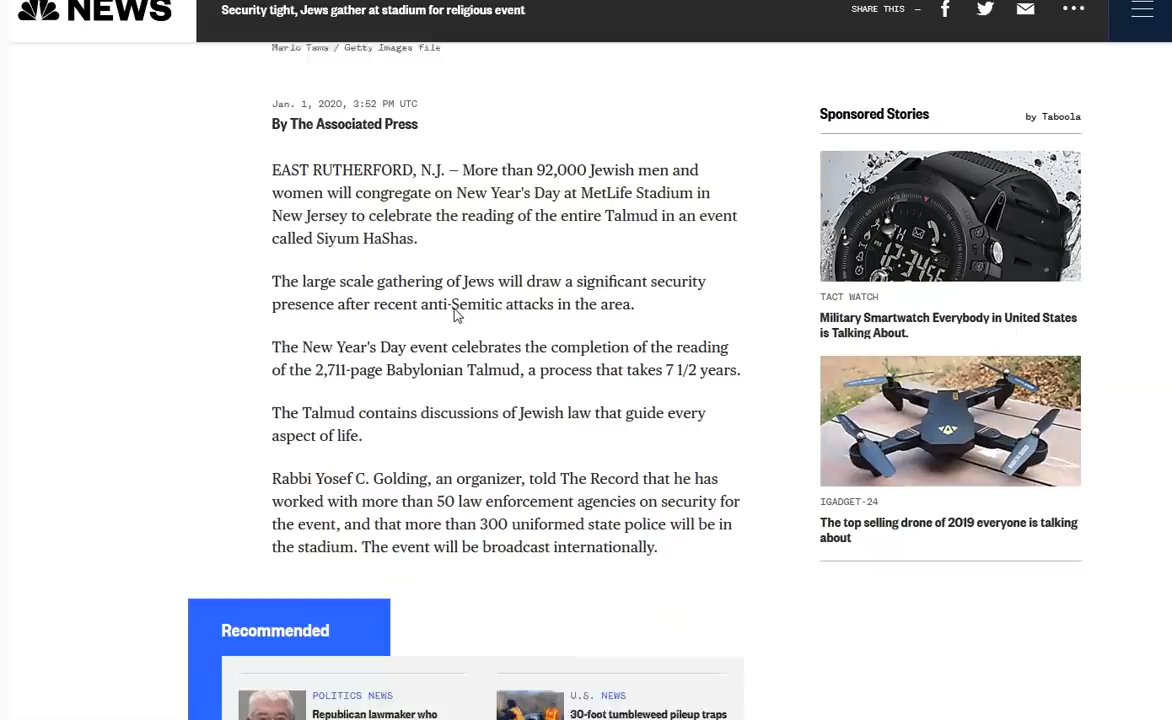 NEWS
Security tight, Jews gather at stadium for religious event
SHARE THIS —
Mario Tama / Getty Images file
Jan. 1, 2020, 3:52 PM UTC
By The Associated Press
EAST RUTHERFORD, N.J. — More than 92,000 Jewish men and
women will congregate on New Year's Day at MetLife Stadium in
New Jersey to celebrate the reading of the entire Talmud in an event
called Siyum HaShas.
The large scale gathering of Jews will draw a significant security
presence after recent anti-Semitic attacks in the area.
The New Year's Day event celebrates the completion of the reading
of the 2,711-page Babylonian Talmud, a process that takes 7 1/2 years.
The Talmud contains discussions of Jewish law that guide every
aspect of life.
Rabbi Yosef C. Golding, an organizer, told The Record that he has
worked with more than 50 law enforcement agencies on security for
the event, and that more than 300 uniformed state police will be in
the stadium. The event will be broadcast internationally.
Sponsored Stories
by Taboola
TACT WATCH
Military Smartwatch Everybody in United States
is Talking About.
IGADGET-24
The top selling drone of 2019 everyone is talking
about
Recommended
POLITICS NEWS
Republican lawmaker who
U.S. NEWS
30-foot tumbleweed pileup traps